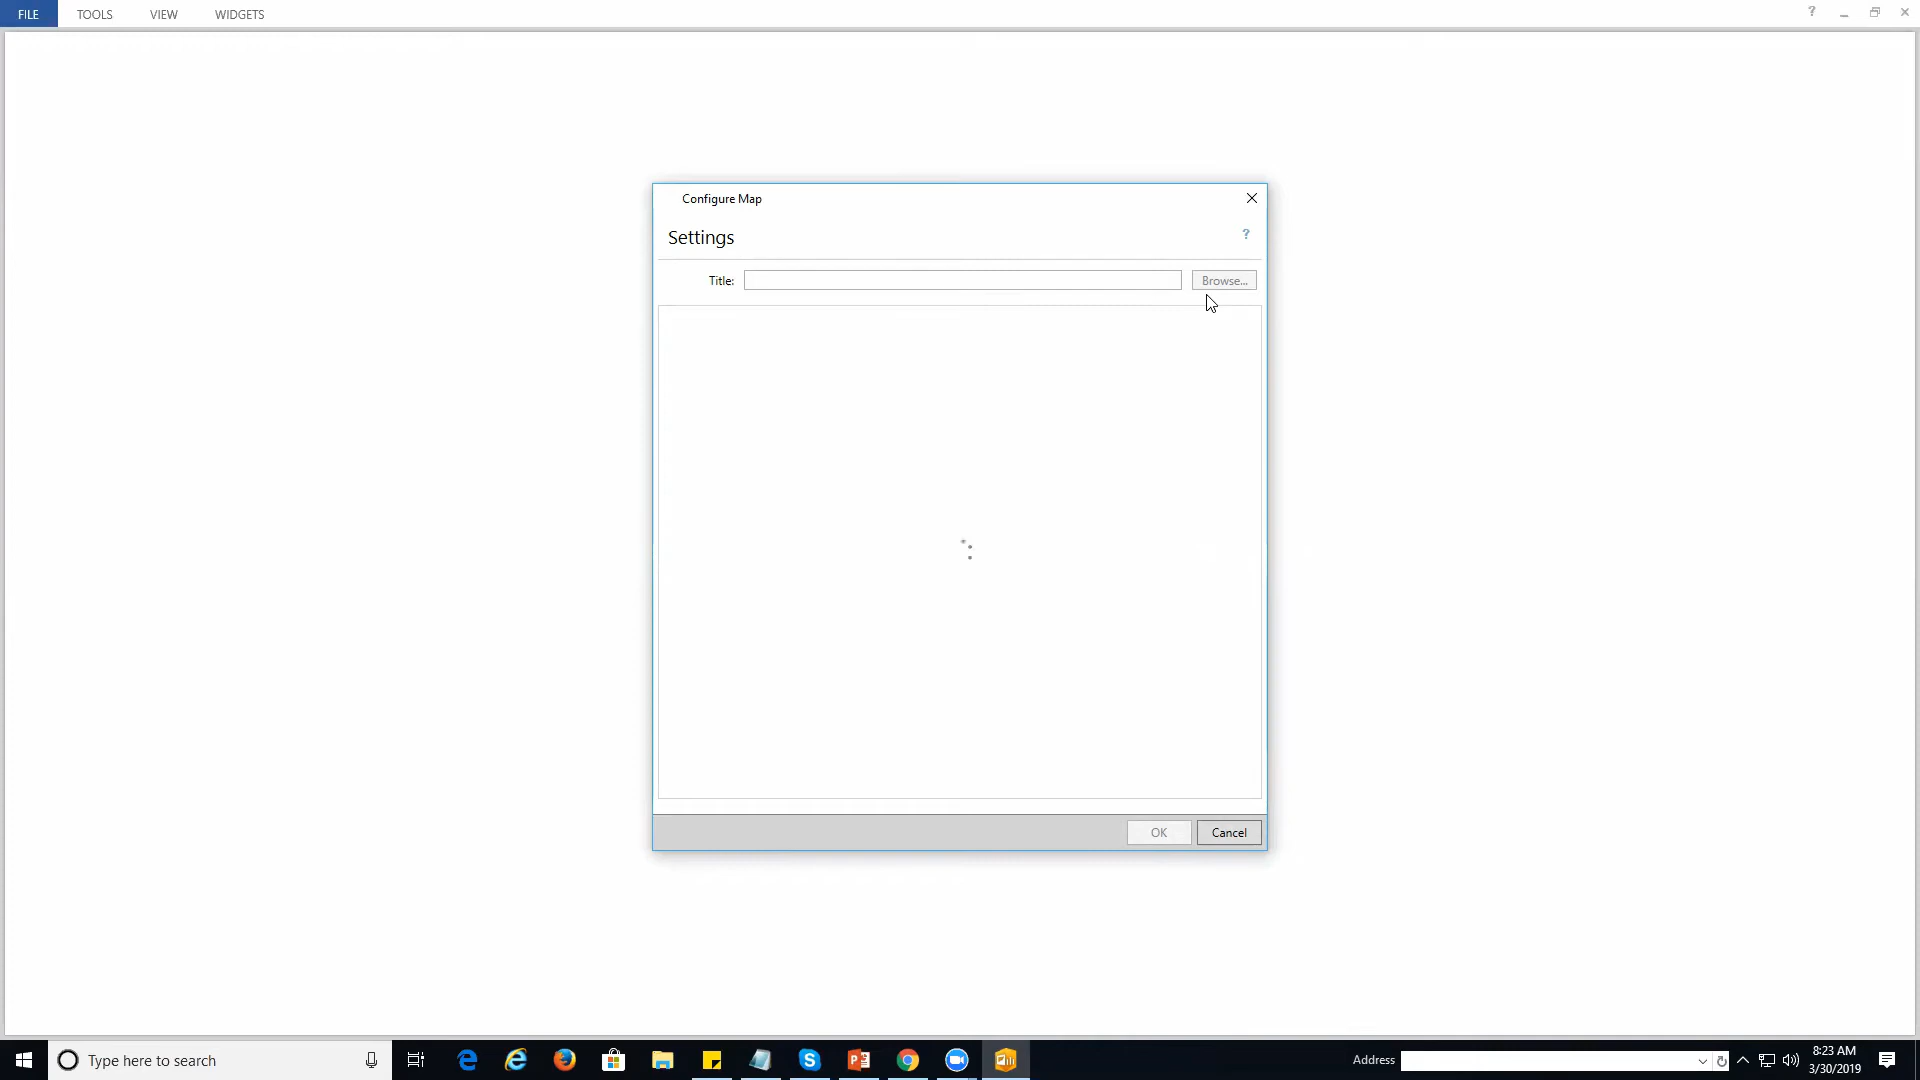 FILE TOOLS VIEW WIDGETS ?
Configure Map
Settings ?
Title: Browse...
OK Cancel
Type here to search Address 8:23 AM
3/30/2019